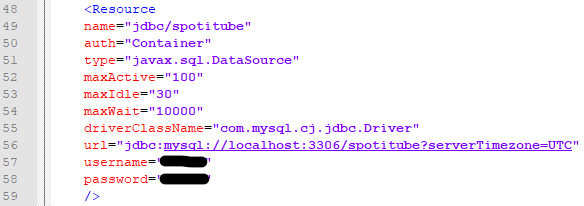 48 <Resource
49 name="jdbc/spotitube"
50 auth="Container"
51 type="javax.sql.DataSource"
52 maxActive="100"
53 maxIdle="30"
54 maxWait="10000"
55 driverClassName="com.mysql.cj.jdbc.Driver"
56 url="jdbc:mysql://localhost:3306/spotitube?serverTimezone=UTC"
57 username=""
58 password=""
59 />